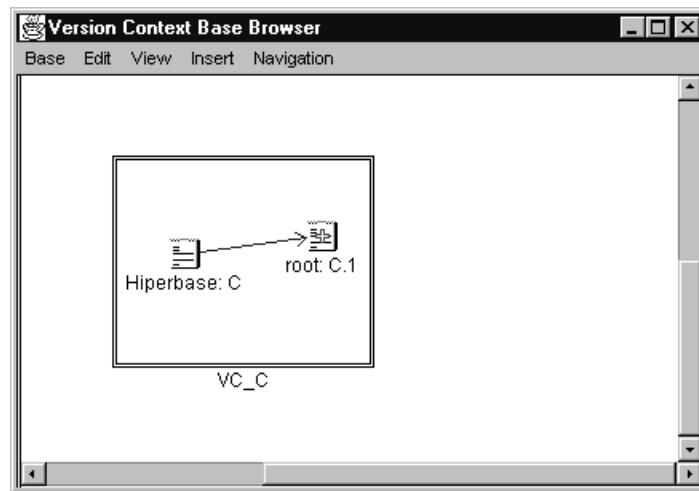 Version Context Base Browser
Base Edit View Insert Navigation
root: C.1
Hiperbase: C
VC_C